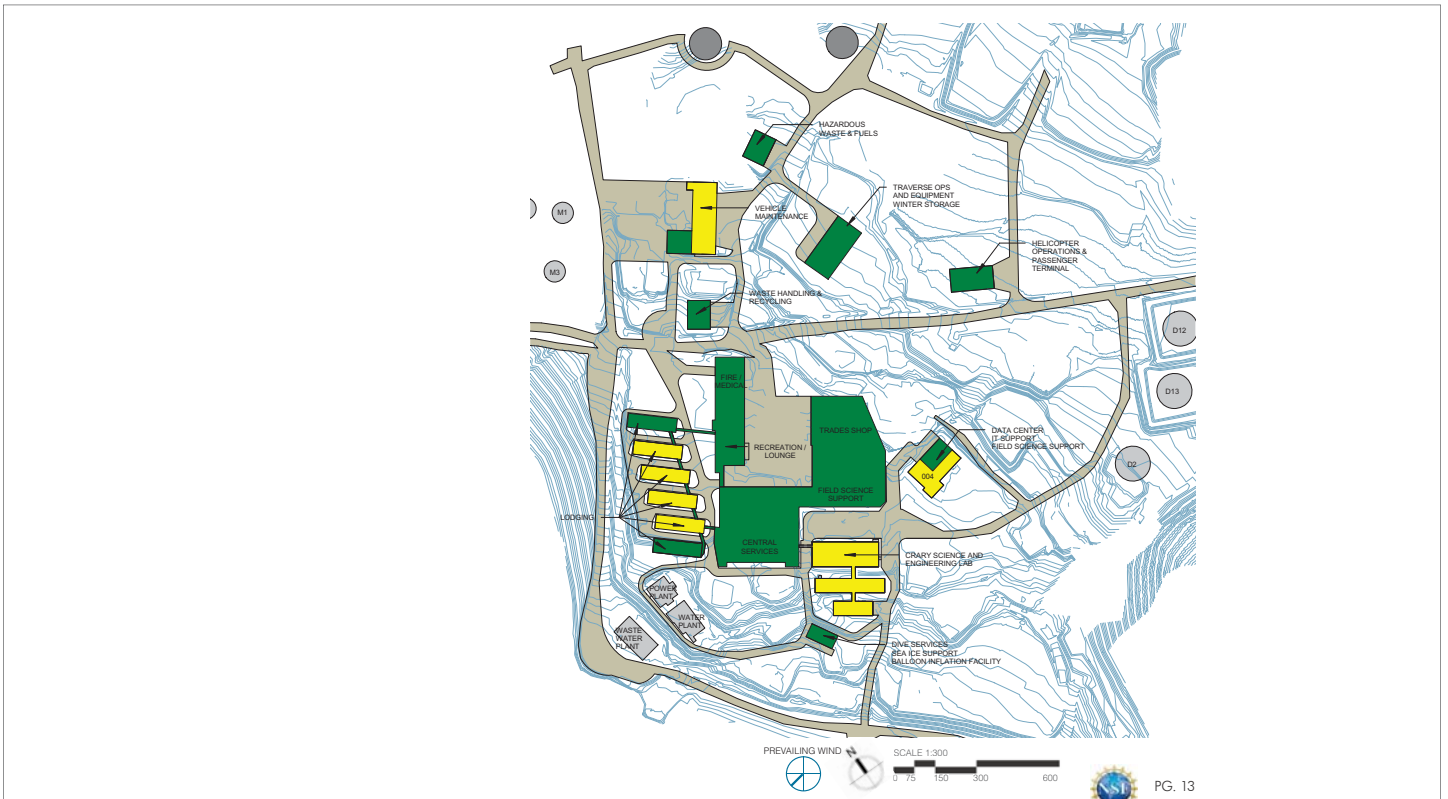 HAZARDOUS
WASTE & FUELS
TRAVERSE OPS
AND EQUIPMENT
WINTER STORAGE
M1
VEHICLE
MAINTENANCE
HELICOPTER
OPERATIONS &
PASSENGER
TERMINAL
M3
WASTE HANDLING &
RECYCLING
D12
FIRE /
MEDICAL
D13
TRADES SHOP
DATA CENTER
IT SUPPORT
FIELD SCIENCE SUPPORT
RECREATION /
LOUNGE
D2
004
FIELD SCIENCE
SUPPORT
LODGING
CENTRAL
SERVICES
CRARY SCIENCE AND
ENGINEERING LAB
POWER
PLANT
WATER
PLANT
WASTE
WATER
PLANT
DIVE SERVICES
SEA ICE SUPPORT
BALLOON INFLATION FACILITY
PREVAILING WIND
N
SCALE 1:300
0 75 150 300 600
NSF
PG. 13